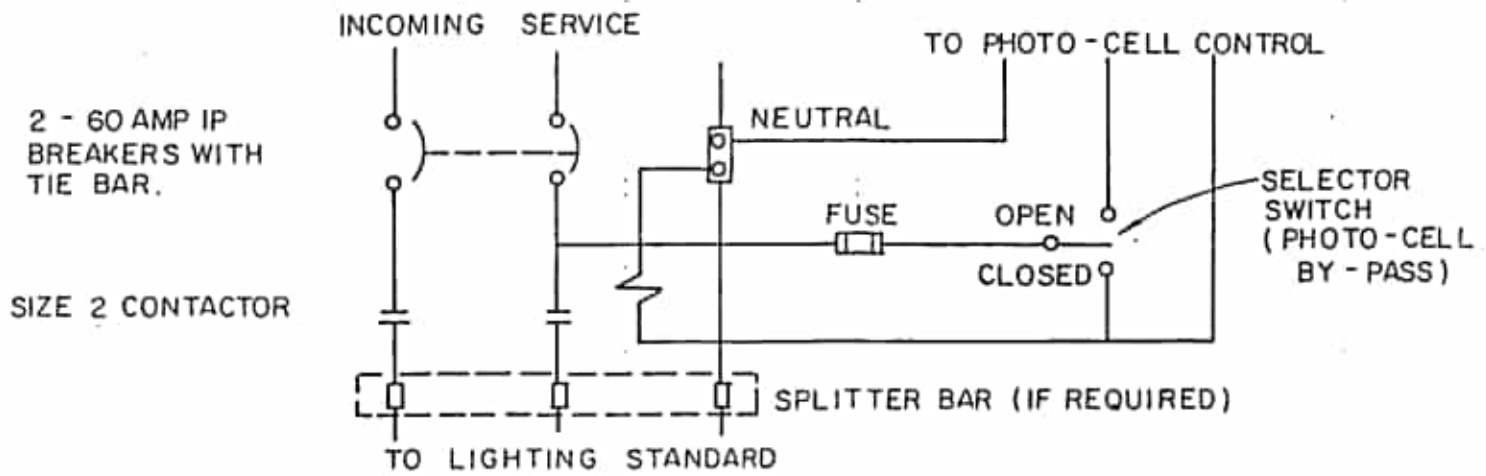 INCOMING SERVICE
TO PHOTO-CELL CONTROL
2 - 60 AMP IP
BREAKERS WITH
TIE BAR.
NEUTRAL
SELECTOR
SWITCH
(PHOTO-CELL
BY-PASS)
FUSE
OPEN
CLOSED
SIZE 2 CONTACTOR
SPLITTER BAR (IF REQUIRED)
TO LIGHTING STANDARD